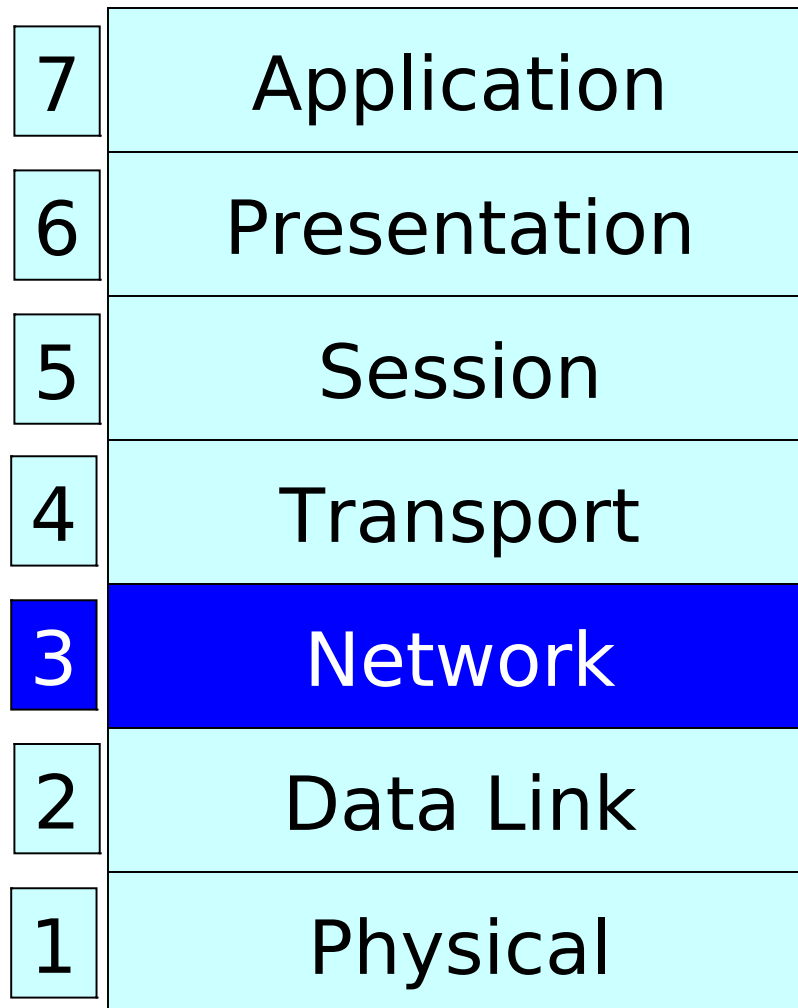 7 Application
6 Presentation
5 Session
4 Transport
3 Network
2 Data Link
1 Physical